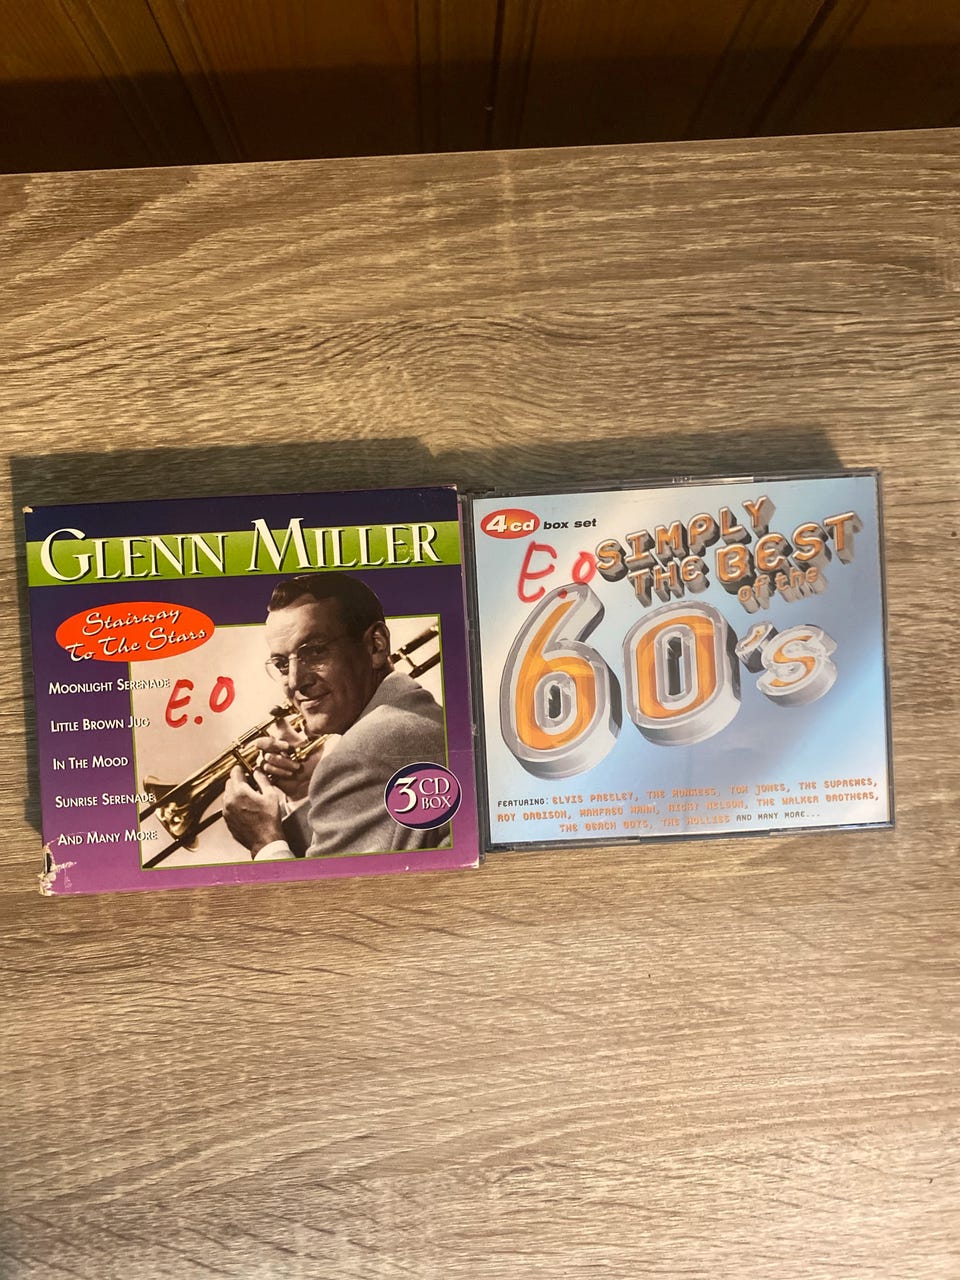 GLENN MILLER
Stairway
To The Stars
MOONLIGHT SERENADE
E.O
LITTLE BROWN JUG
IN THE MOOD
SUNRISE SERENADE
AND MANY MORE
3 CD
BOX
4cd box set
E.O
SIMPLY
THE BEST
of the
60's
FEATURING: ELVIS PRESLEY, THE MONKEES, TOM JONES, THE SUPREMES,
ROY ORBISON, MANFRED MANN, RICKY NELSON, THE WALKER BROTHERS,
THE BEACH BOYS, THE HOLLIES AND MANY MORE...